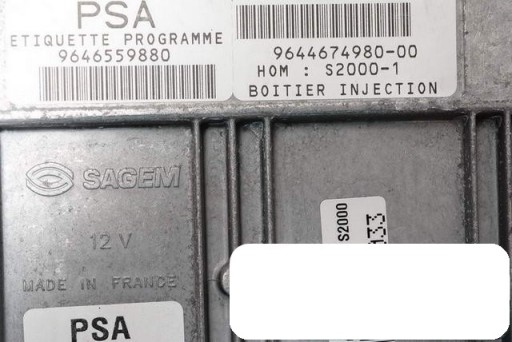 PSA
ETIQUETTE PROGRAMME
9646559880
9644674980-00
HOM : S2000-1
BOITIER INJECTION
SAGEM
12 V
MADE IN FRANCE
S2000
PSA